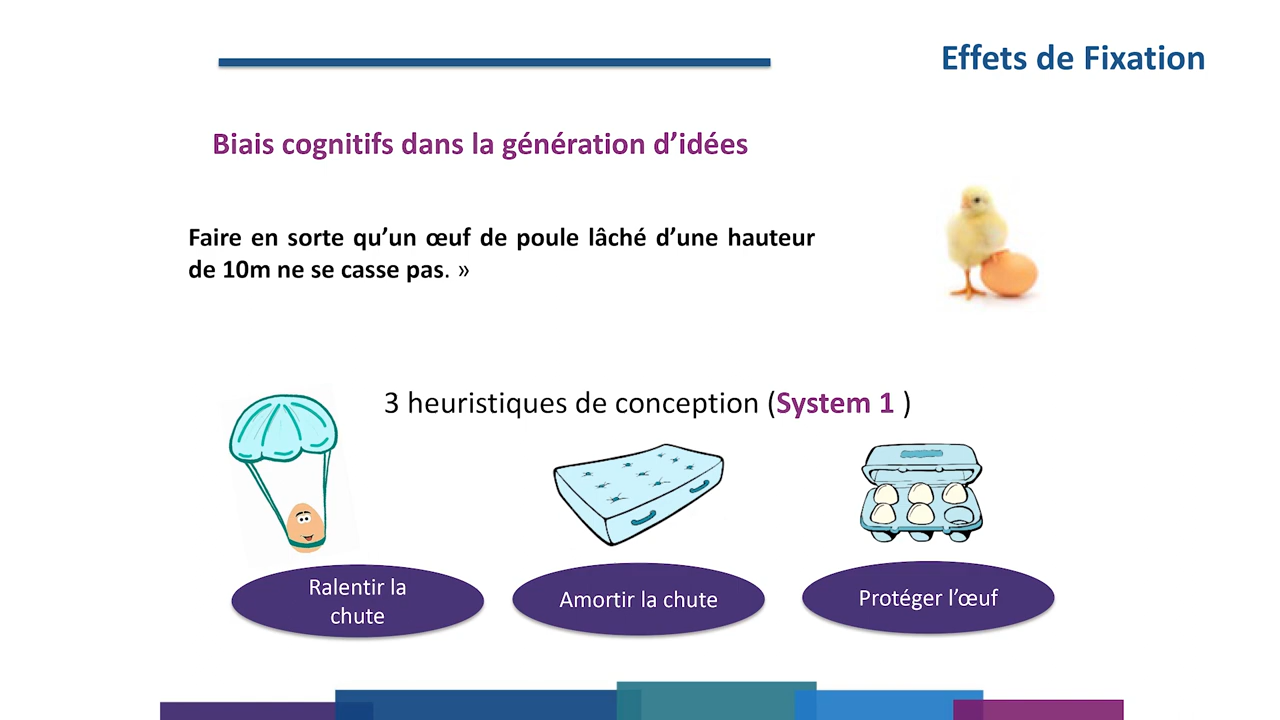 Effets de Fixation
Biais cognitifs dans la génération d’idées
Faire en sorte qu’un œuf de poule lâché d’une hauteur
de 10m ne se casse pas. »
3 heuristiques de conception (System 1 )
Ralentir la
chute
Amortir la chute
Protéger l’œuf